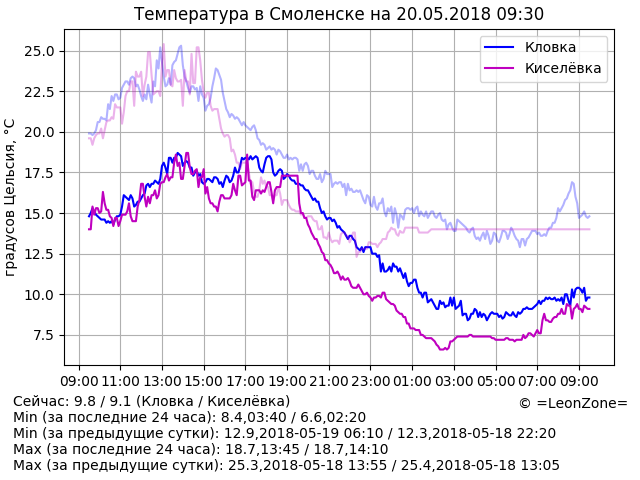 Температура в Смоленске на 20.05.2018 09:30
Кловка
Киселёвка
градусов Цельсия, °C
25.0
22.5
20.0
17.5
15.0
12.5
10.0
7.5
09:00 11:00 13:00 15:00 17:00 19:00 21:00 23:00 01:00 03:00 05:00 07:00 09:00
Сейчас: 9.8 / 9.1 (Кловка / Киселёвка)
© =LeonZone=
Min (за последние 24 часа): 8.4,03:40 / 6.6,02:20
Min (за предыдущие сутки): 12.9,2018-05-19 06:10 / 12.3,2018-05-18 22:20
Max (за последние 24 часа): 18.7,13:45 / 18.7,14:10
Max (за предыдущие сутки): 25.3,2018-05-18 13:55 / 25.4,2018-05-18 13:05